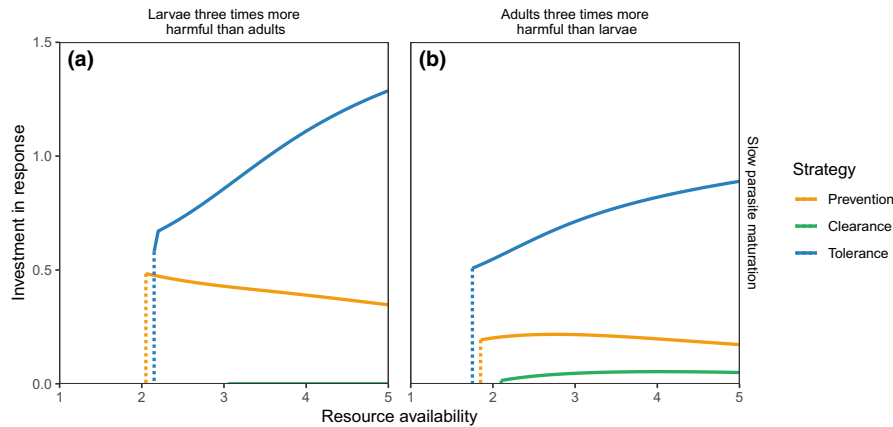 Larvae three times more
harmful than adults
Adults three times more
harmful than larvae
(a)
(b)
1.5
1.0
0.5
0.0
Investment in response
1 2 3 4 5
1 2 3 4 5
Resource availability
Slow parasite maturation
Strategy
Prevention
Clearance
Tolerance